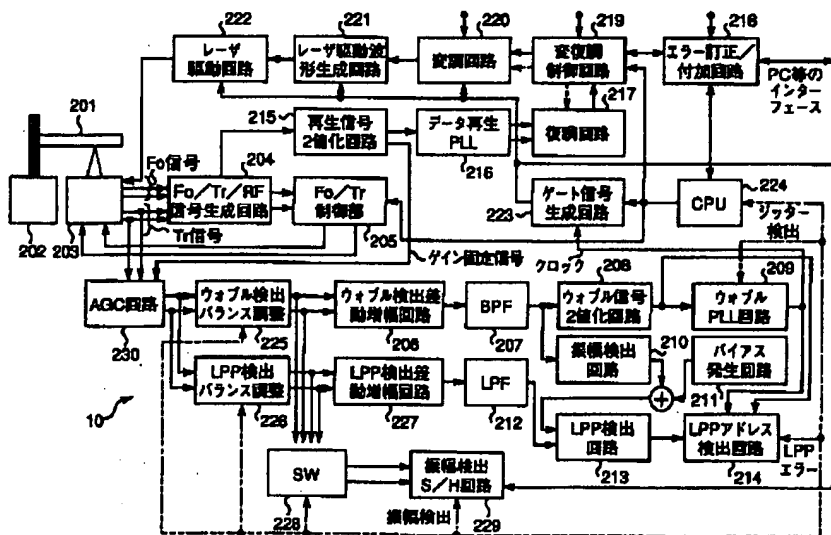 222
レーザ
駆動回路
221
レーザ駆動波
形生成回路
220
変調回路
219
変復調
制御回路
218
エラー訂正/
付加回路
PC等の
インター
フェース
201
215
再生信号
2値化回路
データ再生
PLL
216
217
復調回路
Fo信号
204
Fo/Tr/RF
信号生成回路
Fo/Tr
制御部
205
223
ゲート信号
生成回路
CPU
224
202
203
Tr信号
ゲイン固定信号
クロック
ジッター
検出
AGC回路
230
ウォブル検出
バランス調整
225
ウォブル検出差
動増幅回路
206
BPF
207
208
ウォブル信号
2値化回路
209
ウォブル
PLL回路
210
振幅検出
回路
バイアス
発生回路
211
10
LPP検出
バランス調整
226
LPP検出差
動増幅回路
227
LPF
212
LPP検出
回路
213
LPPアドレス
検出回路
214
LPP
エラー
SW
228
振幅検出
S/H回路
229
振幅検出